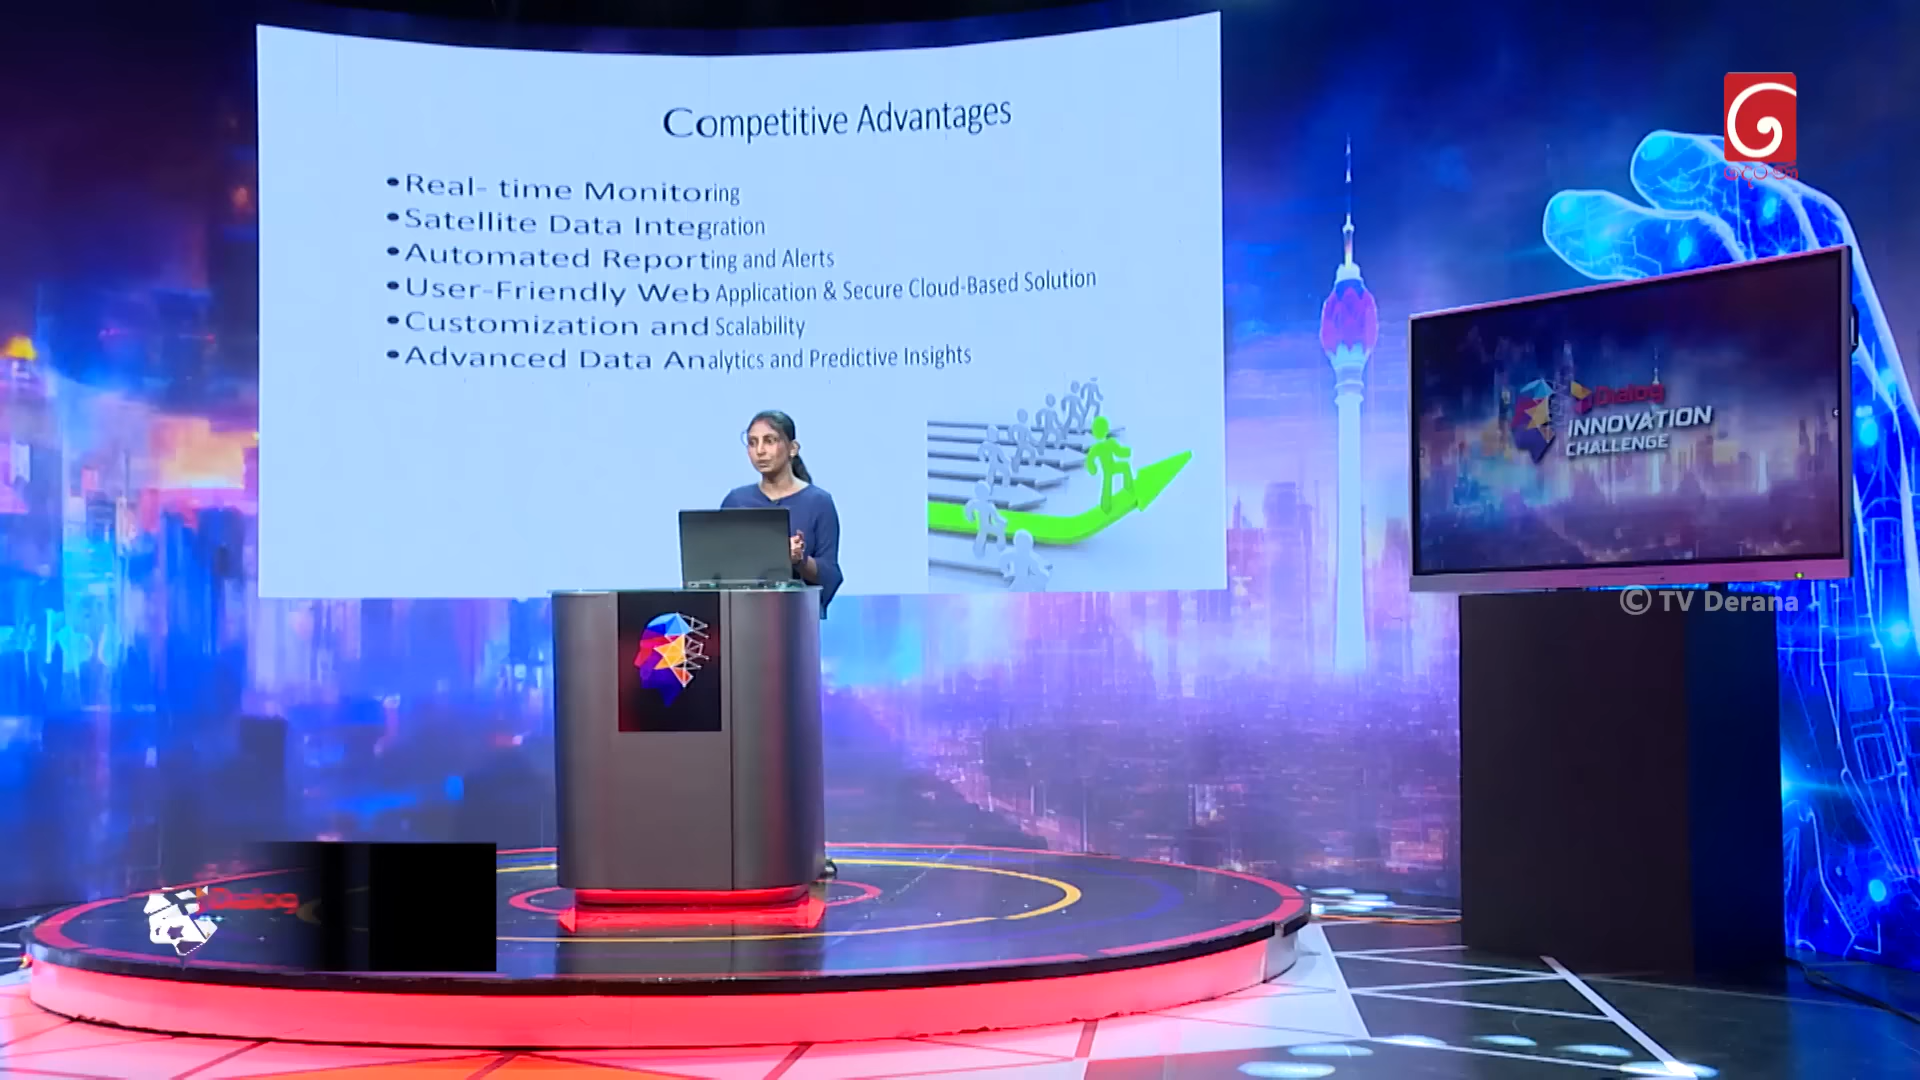 Competitive Advantages
•Real- time Monitoring
•Satellite Data Integration
•Automated Reporting and Alerts
•User-Friendly Web Application & Secure Cloud-Based Solution
•Customization and Scalability
•Advanced Data Analytics and Predictive Insights
දෙරණ
Dialog
INNOVATION
CHALLENGE
© TV Derana
Dialog